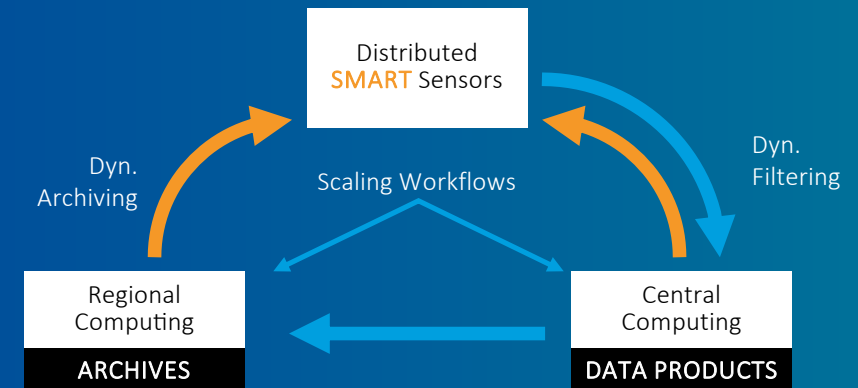 Distributed
SMART Sensors
Dyn.
Archiving
Scaling Workflows
Dyn.
Filtering
Regional
Computing
ARCHIVES
Central
Computing
DATA PRODUCTS